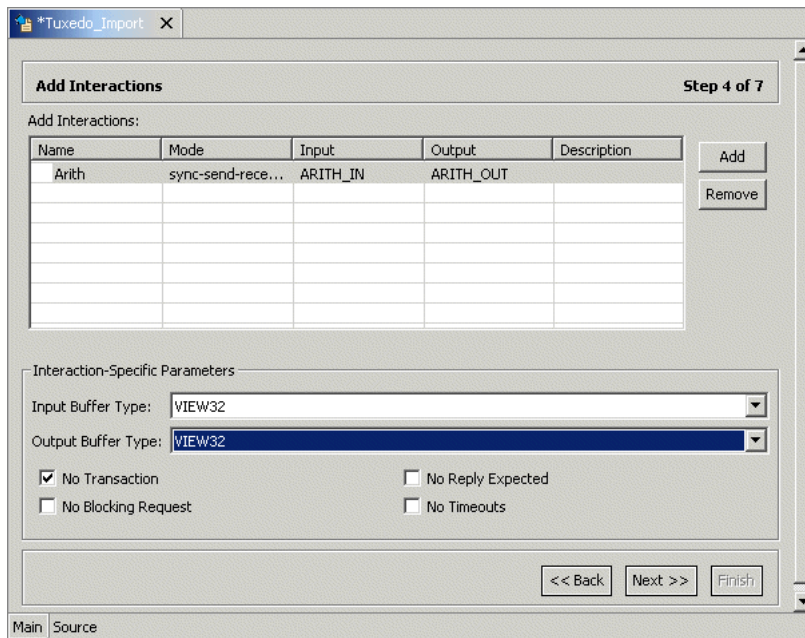 *Tuxedo_Import
Add Interactions Step 4 of 7
Add Interactions:
Name Mode Input Output Description
Arith sync-send-rece... ARITH_IN ARITH_OUT
Add
Remove
Interaction-Specific Parameters
Input Buffer Type: VIEW32
Output Buffer Type: VIEW32
No Transaction No Reply Expected
No Blocking Request No Timeouts
<< Back Next >> Finish
Main Source